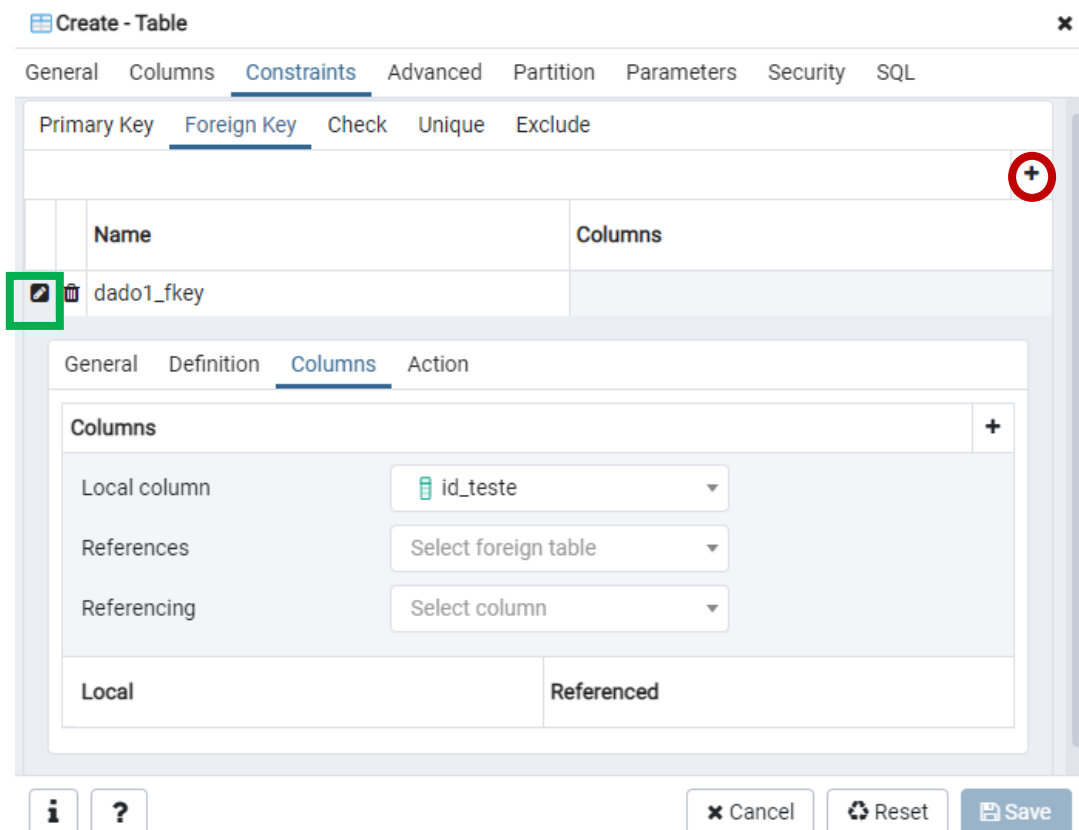 Create - Table
General Columns Constraints Advanced Partition Parameters Security SQL
Primary Key Foreign Key Check Unique Exclude
Name Columns
dado1_fkey
General Definition Columns Action
Columns
Local column id_teste
References Select foreign table
Referencing Select column
Local Referenced
i ? Cancel Reset Save